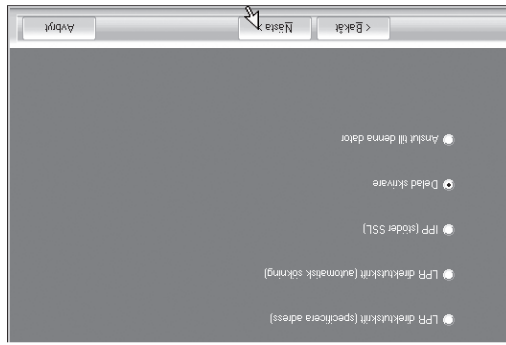 LPR direktutskrift (specificera adress)
LPR direktutskrift (automatisk sökning)
IPP (stöder SSL)
Delad skrivare
Anslut till denna dator
< Bakåt Nästa > Avbryt